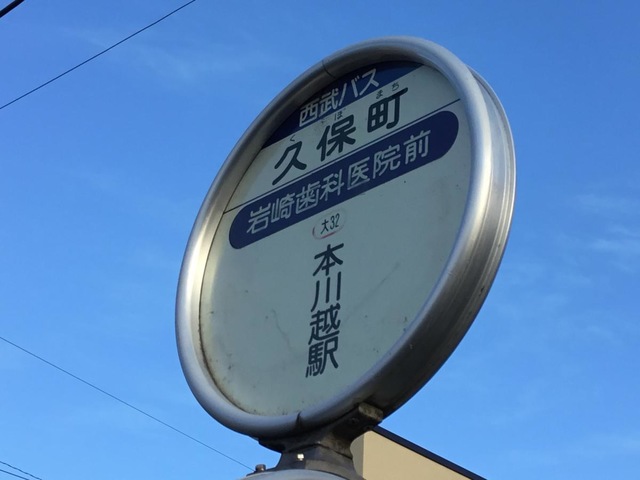 西武バス
くぼまち
久保町
岩崎歯科医院前
大32
本川越駅